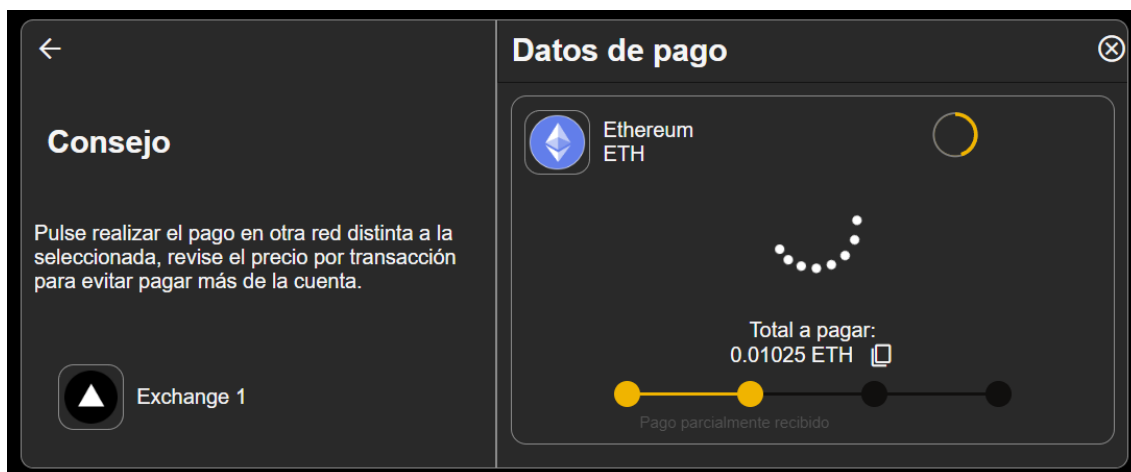 Consejo
Pulse realizar el pago en otra red distinta a la
seleccionada, revise el precio por transacción
para evitar pagar más de la cuenta.
Exchange 1
Datos de pago
Ethereum
ETH
Total a pagar:
0.01025 ETH
Pago parcialmente recibido